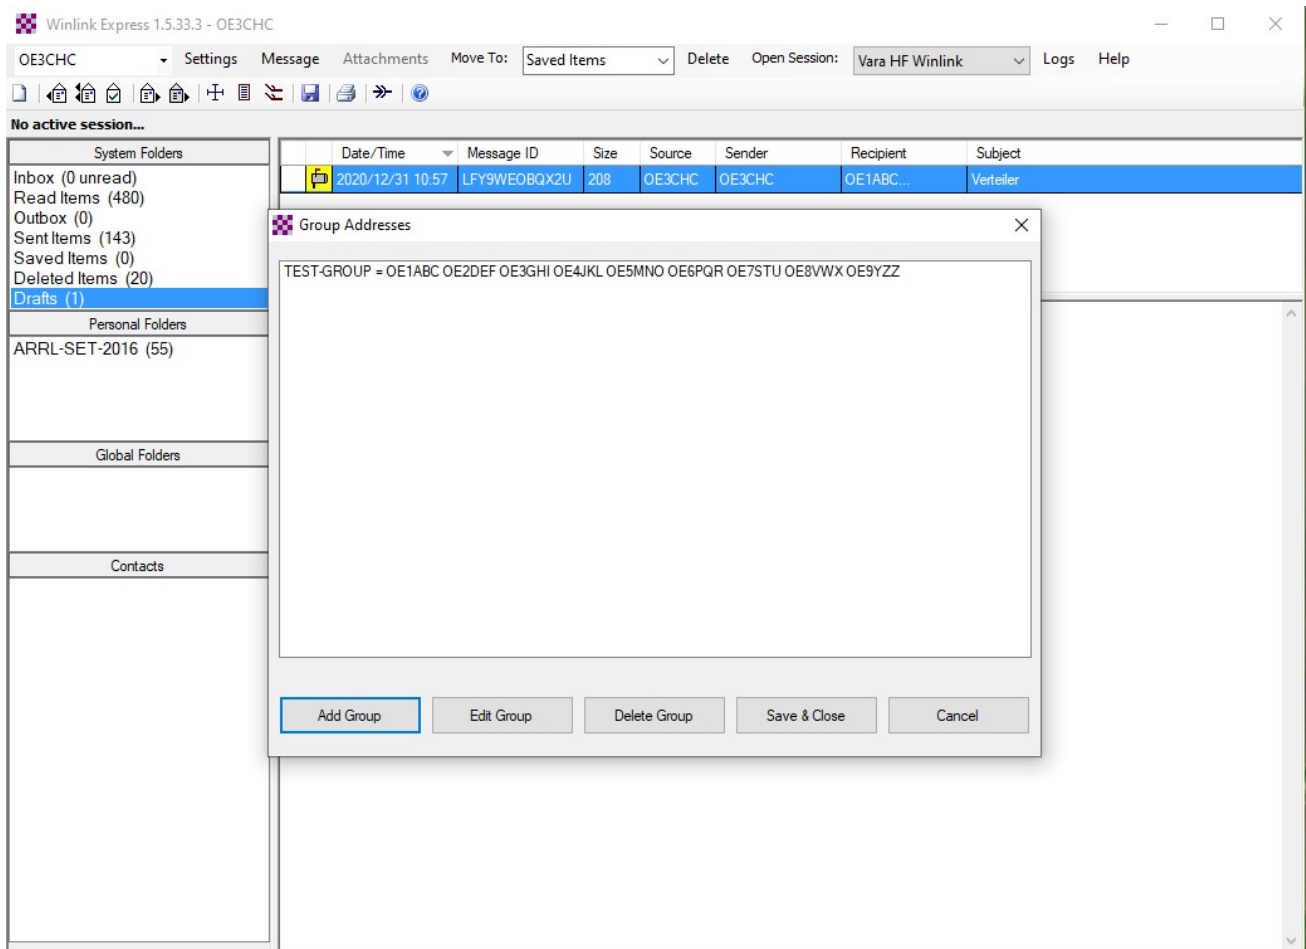 Winlink Express 1.5.33.3 - OE3CHC
OE3CHC Settings Message Attachments Move To: Saved Items Delete Open Session: Vara HF Winlink Logs Help
No active session...
System Folders
Inbox (0 unread)
Read Items (480)
Outbox (0)
Sent Items (143)
Saved Items (0)
Deleted Items (20)
Drafts (1)
Personal Folders
ARRL-SET-2016 (55)
Global Folders
Contacts
Date/Time Message ID Size Source Sender Recipient Subject
2020/12/31 10:57 LFY9WEOBQX2U 208 OE3CHC OE3CHC OE1ABC... Verteiler
Group Addresses
TEST-GROUP = OE1ABC OE2DEF OE3GHI OE4JKL OE5MNO OE6PQR OE7STU OE8VWX OE9YZZ
Add Group Edit Group Delete Group Save & Close Cancel